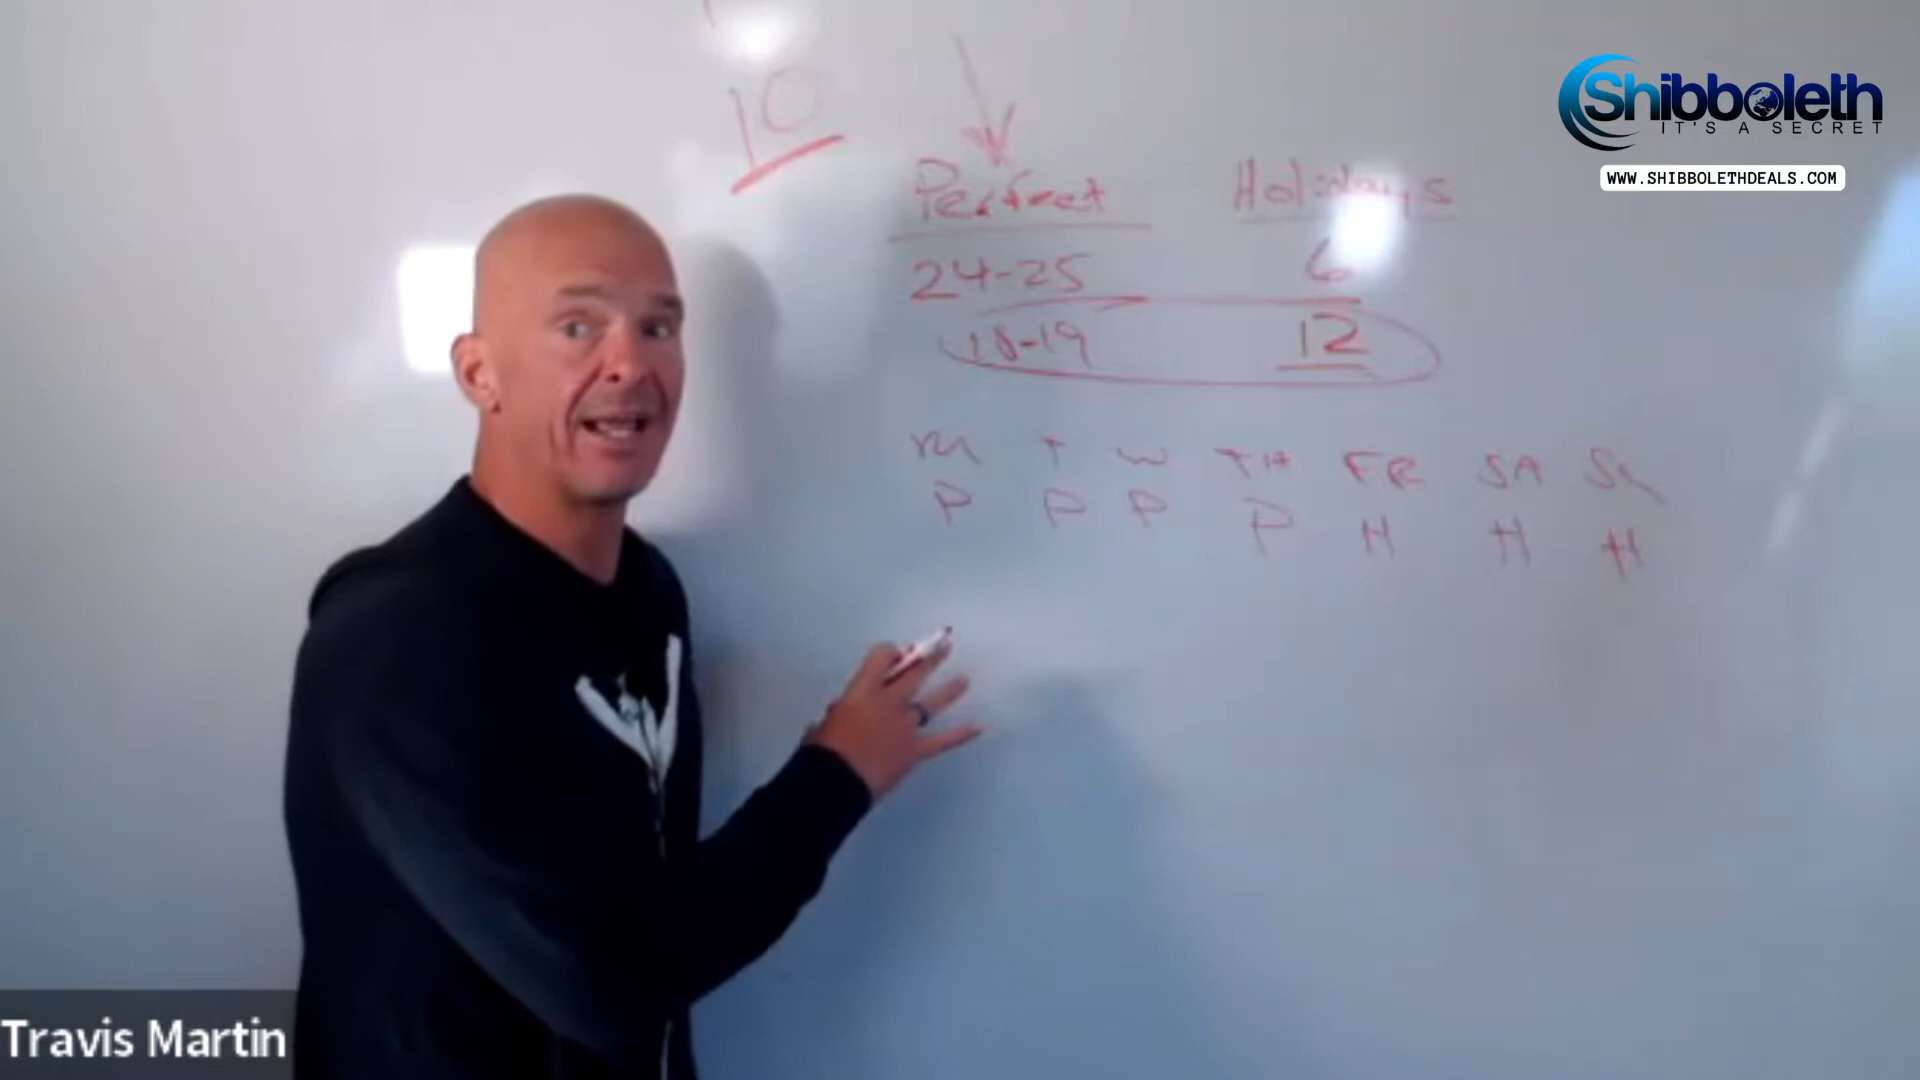 Shibboleth
IT'S A SECRET
WWW.SHIBBOLETHDEALS.COM
10
Perfect Holidays
24-25 6
18-19 12
M T W TH FR SA SU
P P P P H H H
Travis Martin